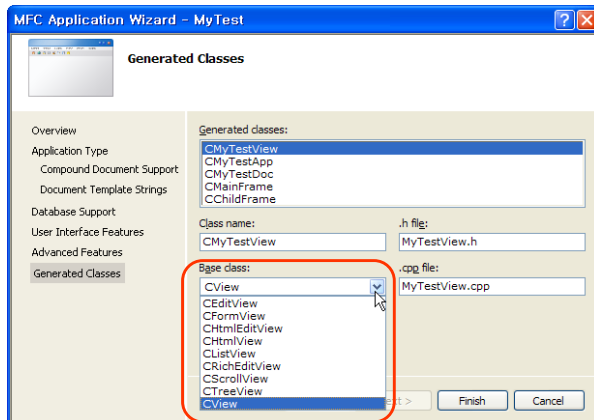 MFC Application Wizard - MyTest
Generated Classes
Overview
Application Type
Compound Document Support
Document Template Strings
Database Support
User Interface Features
Advanced Features
Generated Classes
Generated classes:
CMyTestView
CMyTestApp
CMyTestDoc
CMainFrame
CChildFrame
Class name:
.h file:
CMyTestView
MyTestView.h
Base class:
.cpp file:
CView
MyTestView.cpp
CEditView
CFormView
CHtmlEditView
CHtmlView
CListView
CRichEditView
CScrollView
CTreeView
CView
Finish
Cancel